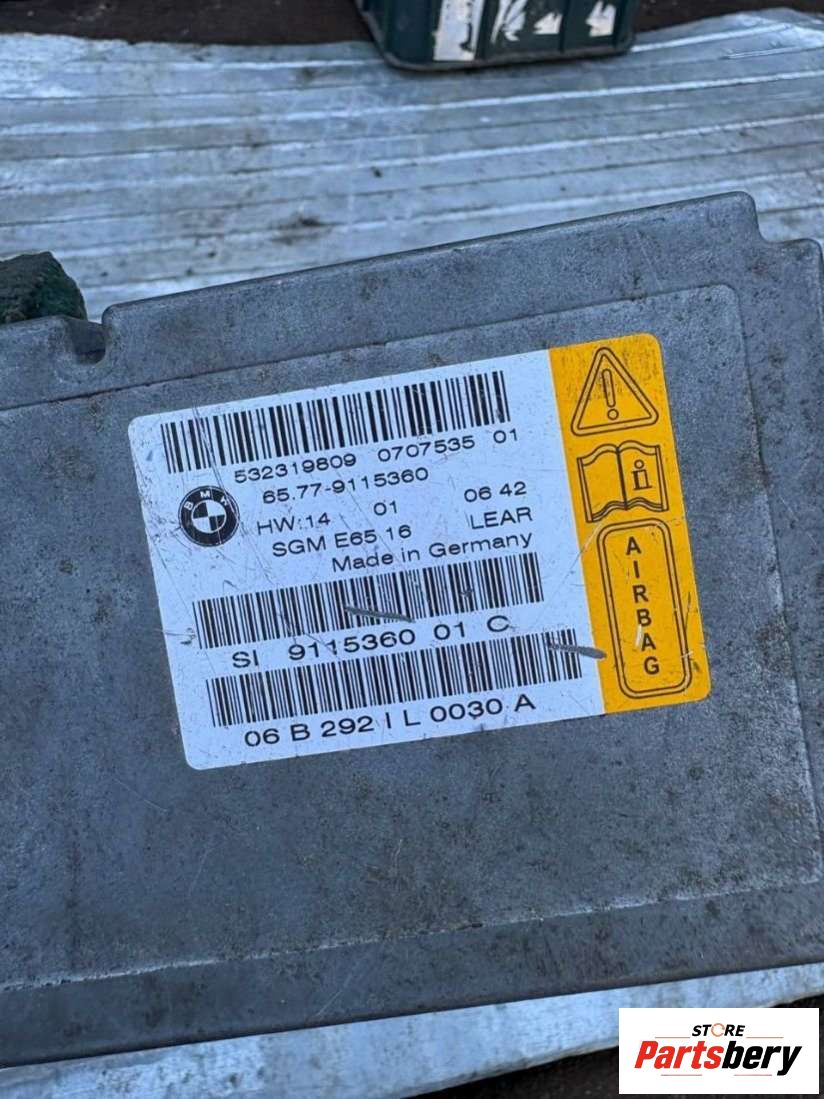 532319809 0707535 01
65.77-9115360
BMW
HW:14 01 06 42
SGM E65 16 LEAR
Made in Germany
SI 9115360 01 C
06 B 292 I L 0030 A
i
AIRBAG
STORE
Partsbery